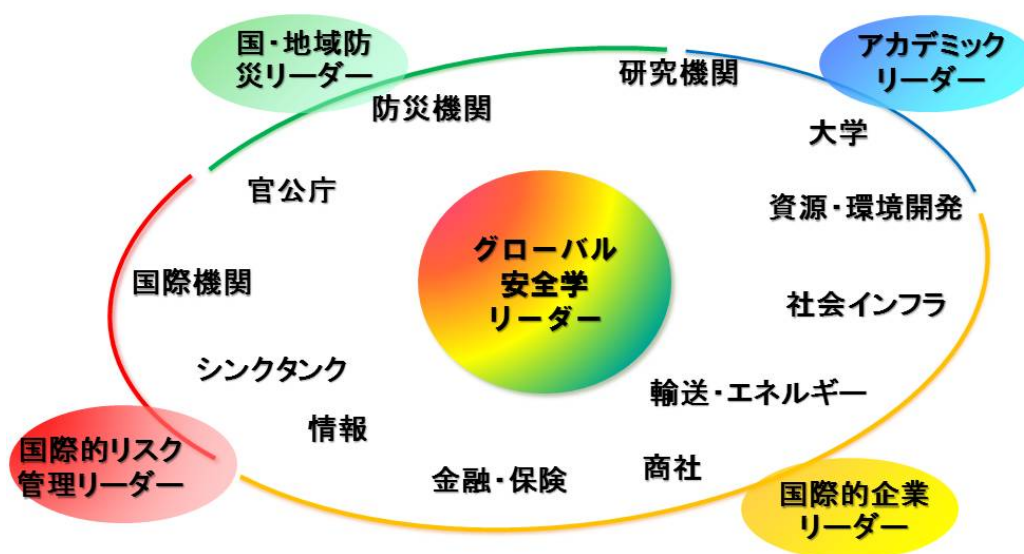 国・地域防
災リーダー
アカデミック
リーダー
研究機関
防災機関
大学
官公庁
資源・環境開発
グローバル
安全学
リーダー
国際機関
社会インフラ
シンクタンク
輸送・エネルギー
情報
国際的リスク
管理リーダー
商社
金融・保険
国際的企業
リーダー